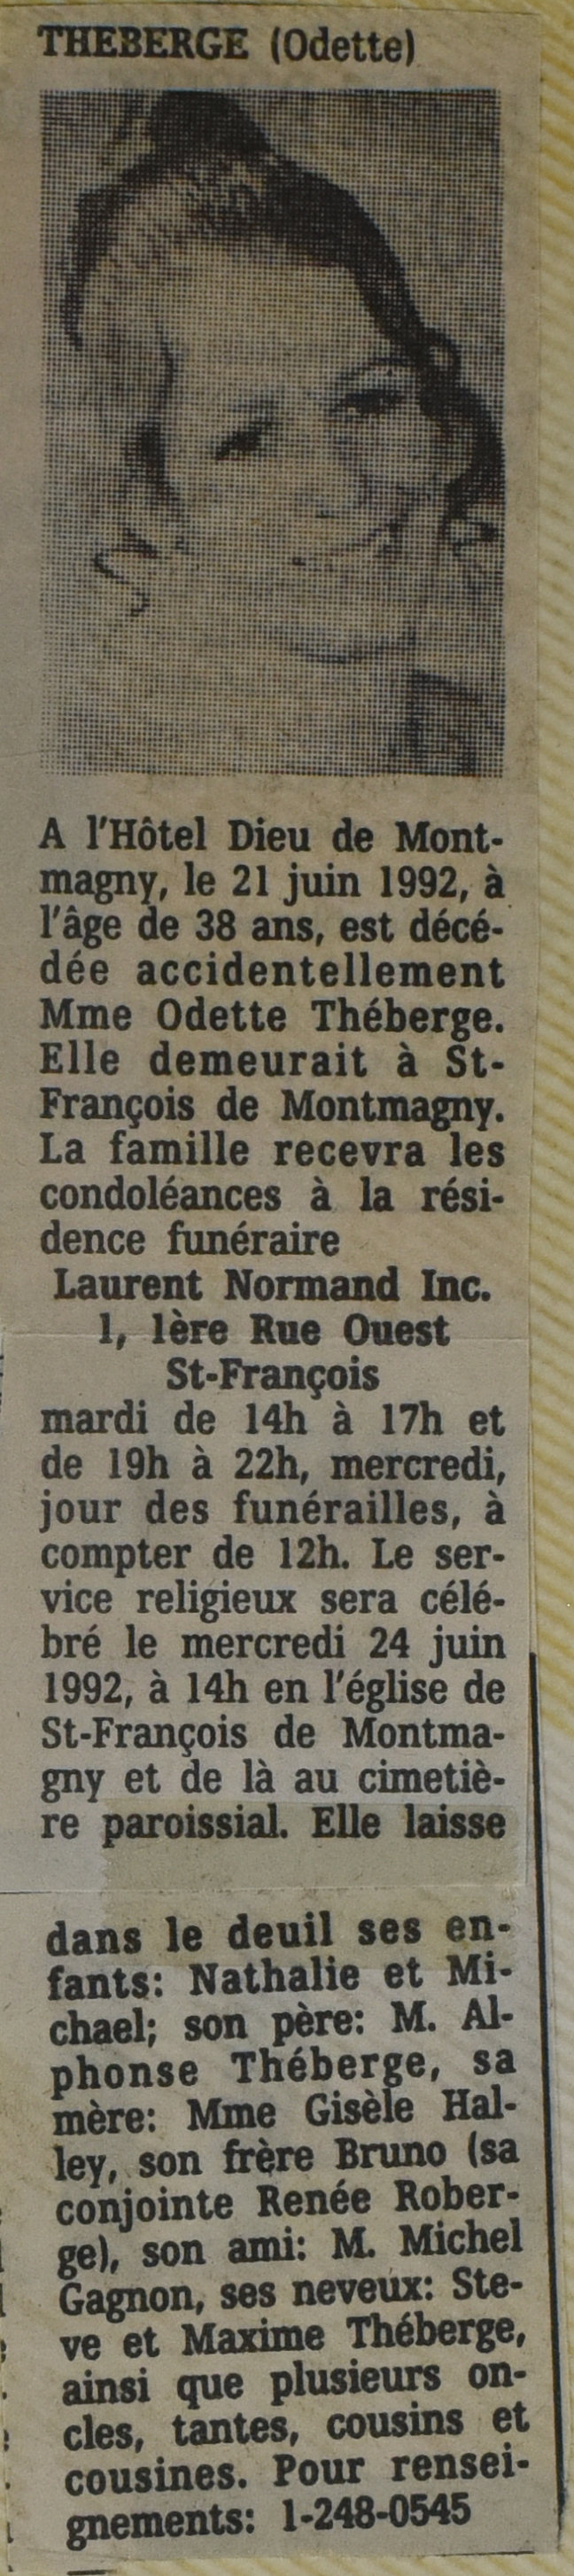 THEBERGE (Odette)
A l'Hôtel Dieu de Mont-
magny, le 21 juin 1992, à
l'âge de 38 ans, est décé-
dée accidentellement
Mme Odette Théberge.
Elle demeurait à St-
François de Montmagny.
La famille recevra les
condoléances à la rési-
dence funéraire
Laurent Normand Inc.
1, 1ère Rue Ouest
St-François
mardi de 14h à 17h et
de 19h à 22h, mercredi,
jour des funérailles, à
compter de 12h. Le ser-
vice religieux sera célé-
bré le mercredi 24 juin
1992, à 14h en l'église de
St-François de Montma-
gny et de là au cimetiè-
re paroissial. Elle laisse
dans le deuil ses en-
fants: Nathalie et Mi-
chael; son père: M. Al-
phonse Théberge, sa
mère: Mme Gisèle Hal-
ley, son frère Bruno (sa
conjointe Renée Rober-
ge), son ami: M. Michel
Gagnon, ses neveux: Ste-
ve et Maxime Théberge,
ainsi que plusieurs on-
cles, tantes, cousins et
cousines. Pour rensei-
gnements: 1-248-0545